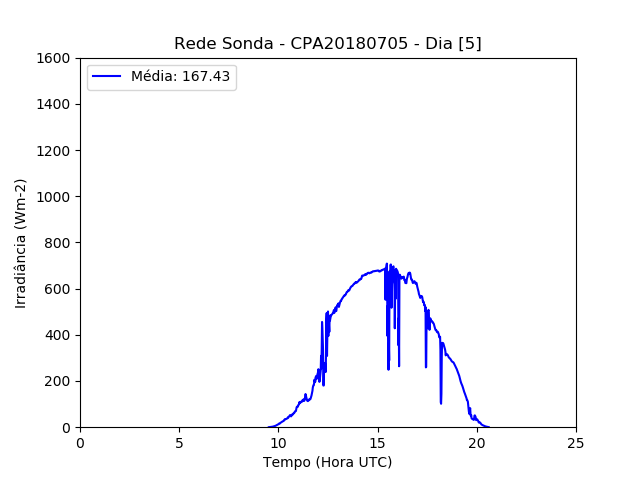 Rede Sonda - CPA20180705 - Dia [5]
Média: 167.43
Irradiância (Wm-2)
1600
1400
1200
1000
800
600
400
200
0
0 5 10 15 20 25
Tempo (Hora UTC)